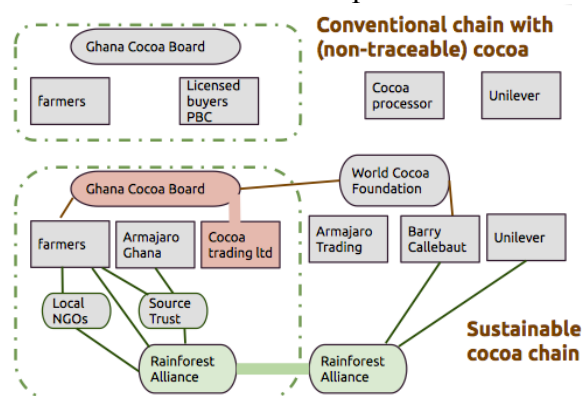 Conventional chain with
(non-traceable) cocoa
Ghana Cocoa Board
farmers
Licensed
buyers
PBC
Cocoa
processor
Unilever
Ghana Cocoa Board
World Cocoa
Foundation
farmers
Armajaro
Ghana
Cocoa
trading ltd
Armajaro
Trading
Barry
Callebaut
Unilever
Local
NGOs
Source
Trust
Rainforest
Alliance
Rainforest
Alliance
Sustainable
cocoa chain